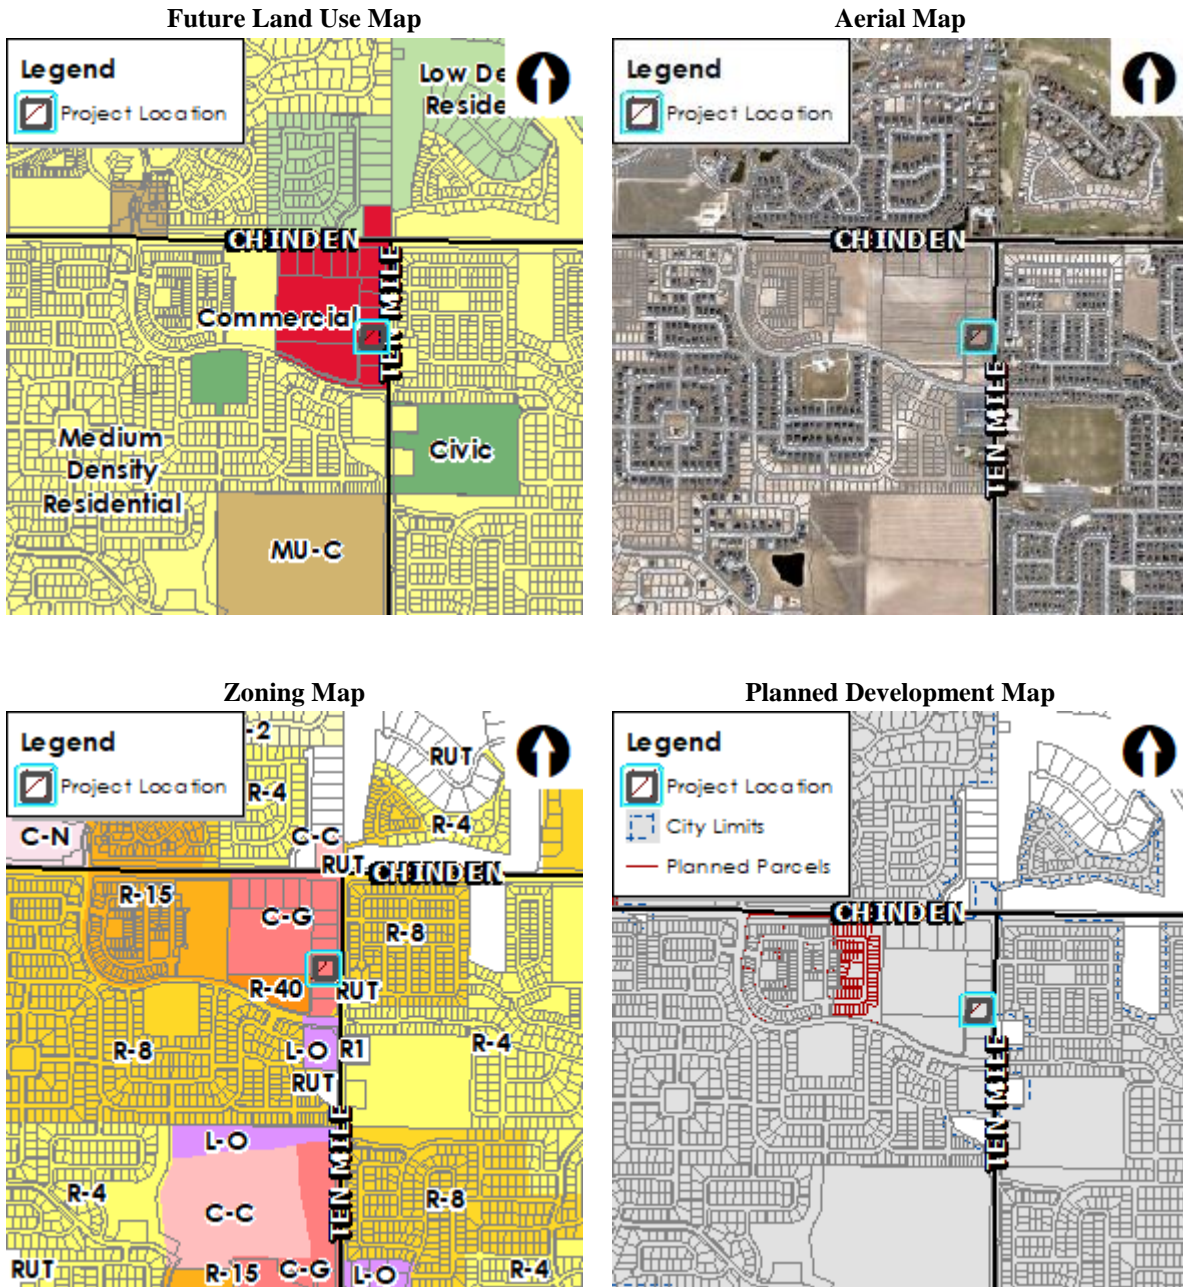 Future Land Use Map
Legend
Project Location
Low De
Reside
CHINDEN
TEN MILE
Commercial
Medium
Density
Residential
Civic
MU-C
Aerial Map
Legend
Project Location
CHINDEN
TEN MILE
Zoning Map
Legend
Project Location
-2
RUT
R-4
R-4
C-N
C-C
RUT
CHINDEN
R-15
C-G
R-8
R-40
RUT
L-O
R1
R-4
R-8
RUT
TEN MILE
L-O
R-4
R-8
C-C
RUT
R-15
C-G
L-O
R-4
Planned Development Map
Legend
Project Location
City Limits
Planned Parcels
CHINDEN
TEN MILE